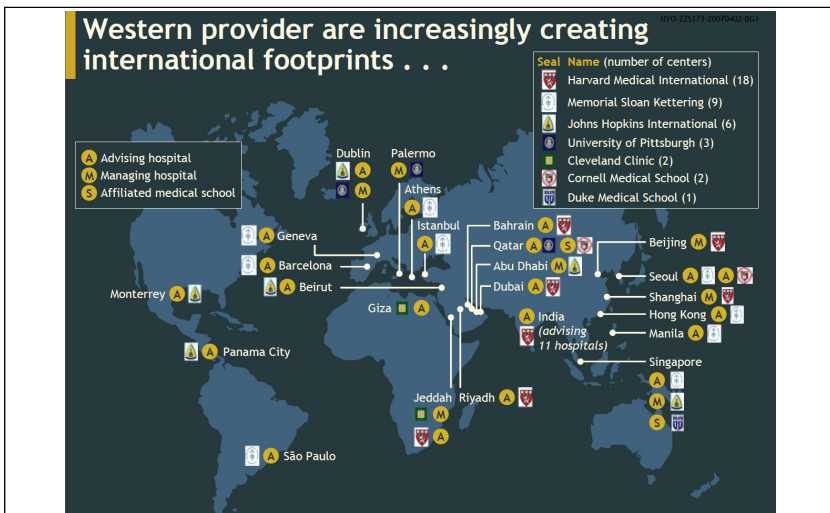 HYO-ZZS173-20070402-BG1
Western provider are increasingly creating
international footprints . . .
Seal Name (number of centers)
Harvard Medical International (18)
Memorial Sloan Kettering (9)
Johns Hopkins International (6)
University of Pittsburgh (3)
Cleveland Clinic (2)
Cornell Medical School (2)
Duke Medical School (1)
A Advising hospital
M Managing hospital
S Affiliated medical school
Dublin
A
M
Palermo
M
Athens
A
Istanbul
A
A Geneva
A Barcelona
A Beirut
Monterrey A
A Panama City
A São Paulo
Giza A
Bahrain A
Qatar A S
Abu Dhabi M
Dubai A
A India
(advising
11 hospitals)
Beijing M
Seoul A A
Shanghai M
Hong Kong A
Manila A
Singapore
A
M
S
Jeddah
M
A
Riyadh A